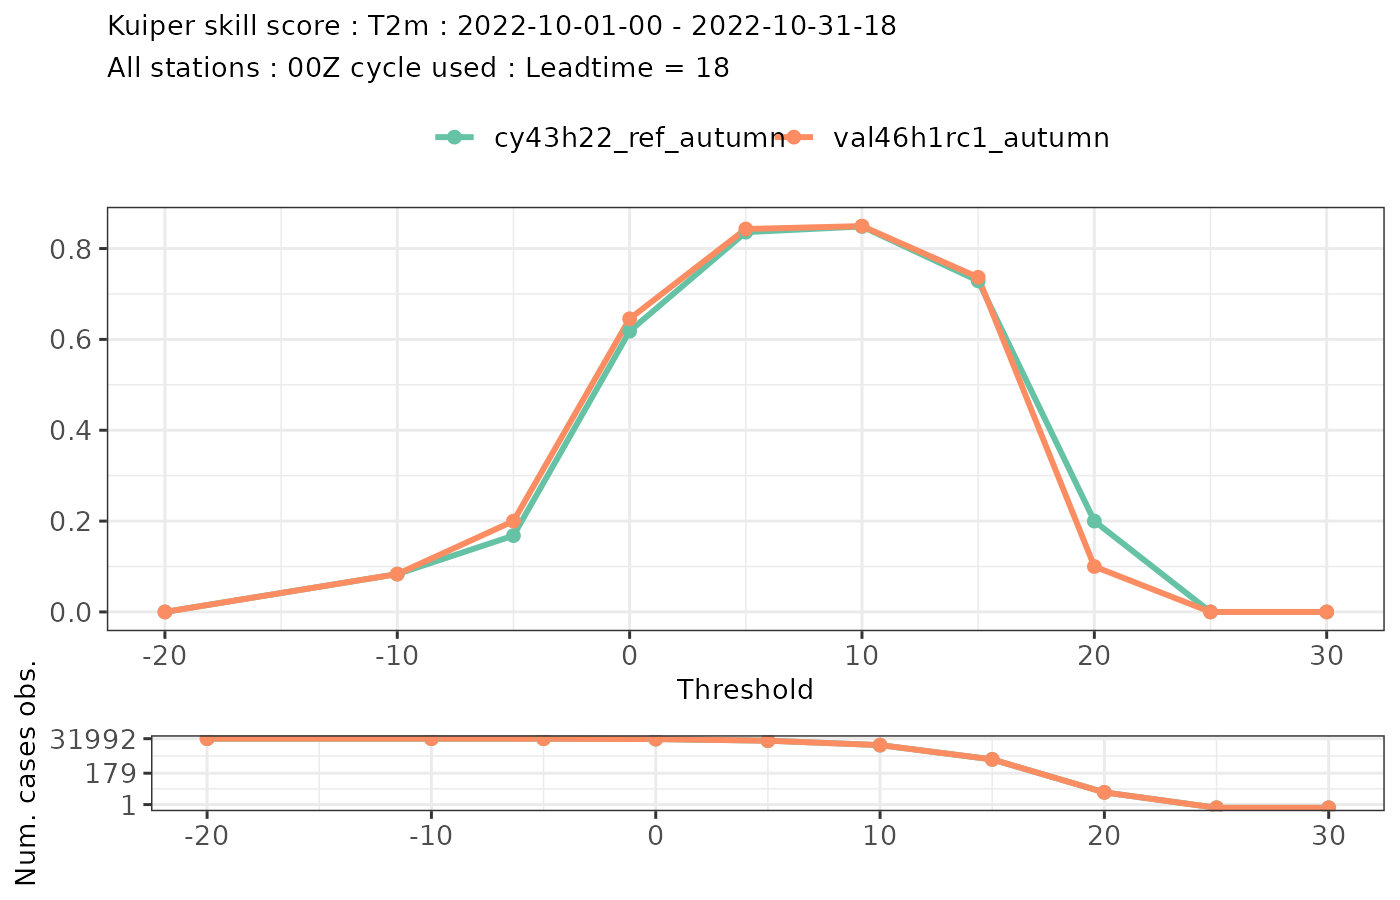 Kuiper skill score : T2m : 2022-10-01-00 - 2022-10-31-18
All stations : 00Z cycle used : Leadtime = 18
cy43h22_ref_autumn val46h1rc1_autumn
0.8
0.6
0.4
0.2
0.0
-20 -10 0 10 20 30
Threshold
Num. cases obs.
31992
179
1
-20 -10 0 10 20 30